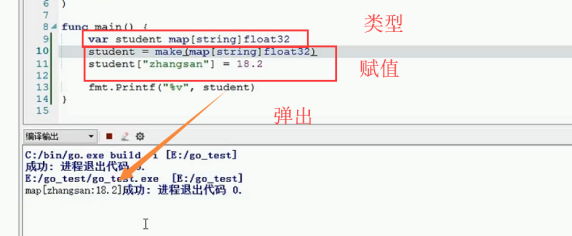 6
7 )
8 func main() {
9 var student map[string]float32
10 student = make(map[string]float32)
11 student["zhangsan"] = 18.2
12
13 fmt.Printf("%v", student)
14 }
15
类型
赋值
弹出
编译输出
C:/bin/go.exe build -i [E:/go_test]
成功: 进程退出代码 0.
E:/go_test/go_test.exe [E:/go_test]
map[zhangsan:18.2]成功: 进程退出代码 0.